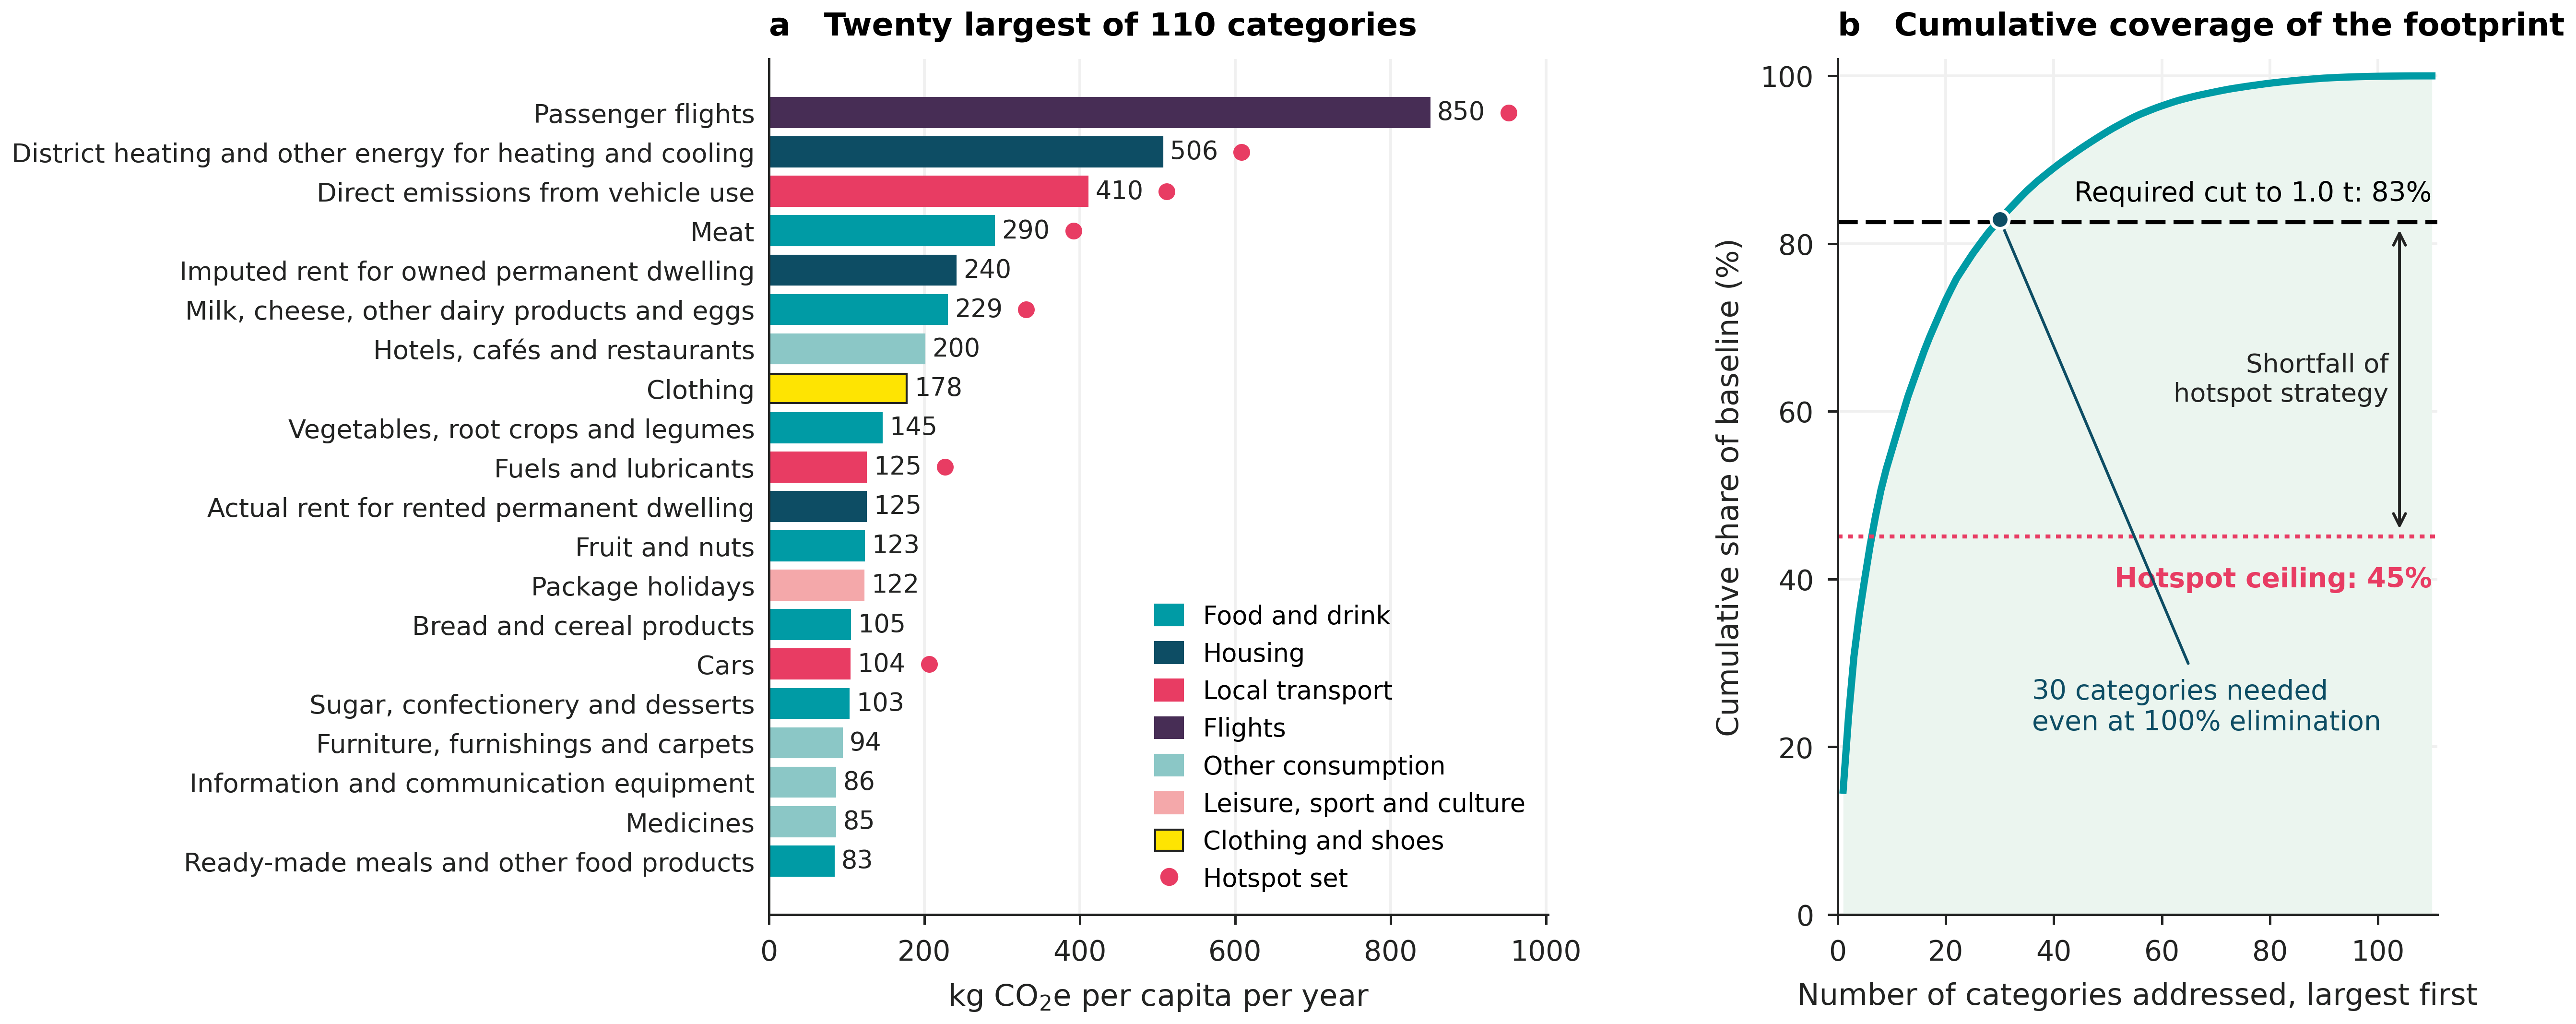 a Twenty largest of 110 categories
Passenger flights 850
District heating and other energy for heating and cooling 506
Direct emissions from vehicle use 410
Meat 290
Imputed rent for owned permanent dwelling 240
Milk, cheese, other dairy products and eggs 229
Hotels, cafés and restaurants 200
Clothing 178
Vegetables, root crops and legumes 145
Fuels and lubricants 125
Actual rent for rented permanent dwelling 125
Fruit and nuts 123
Package holidays 122
Bread and cereal products 105
Cars 104
Sugar, confectionery and desserts 103
Furniture, furnishings and carpets 94
Information and communication equipment 86
Medicines 85
Ready-made meals and other food products 83
Food and drink
Housing
Local transport
Flights
Other consumption
Leisure, sport and culture
Clothing and shoes
Hotspot set
0 200 400 600 800 1000
kg CO₂e per capita per year
b Cumulative coverage of the footprint
Cumulative share of baseline (%)
100
80
60
40
20
0
Required cut to 1.0 t: 83%
Shortfall of
hotspot strategy
Hotspot ceiling: 45%
30 categories needed
even at 100% elimination
0 20 40 60 80 100
Number of categories addressed, largest first